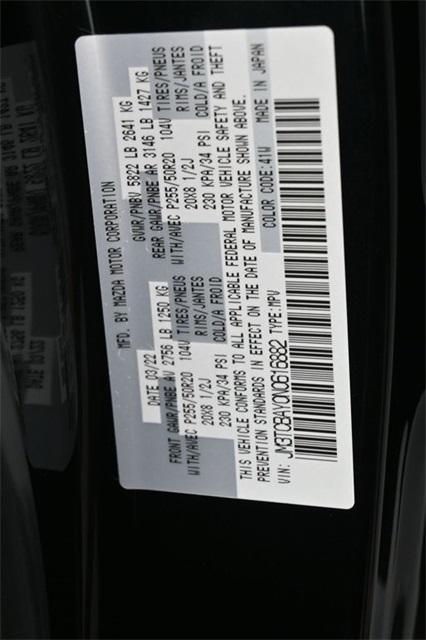 MFD. BY MAZDA MOTOR CORPORATION
DATE 03/22 GVWR/PNBV 5822 LB 2641 KG
FRONT GAWR/PNBE AV 2756 LB 1250 KG REAR GAWR/PNBE AR 3146 LB 1427 KG
WITH/AVEC P255/50R20 104V TIRES/PNEUS WITH/AVEC P255/50R20 104V TIRES/PNEUS
20X8 1/2J RIMS/JANTES 20X8 1/2J RIMS/JANTES
230 KPA/34 PSI COLD/A FROID 230 KPA/34 PSI COLD/A FROID
THIS VEHICLE CONFORMS TO ALL APPLICABLE FEDERAL MOTOR VEHICLE SAFETY AND THEFT
PREVENTION STANDARDS IN EFFECT ON THE DATE OF MANUFACTURE SHOWN ABOVE.
VIN: JM3TCBAY0N0616882 TYPE: MPV COLOR CODE: 41W MADE IN JAPAN